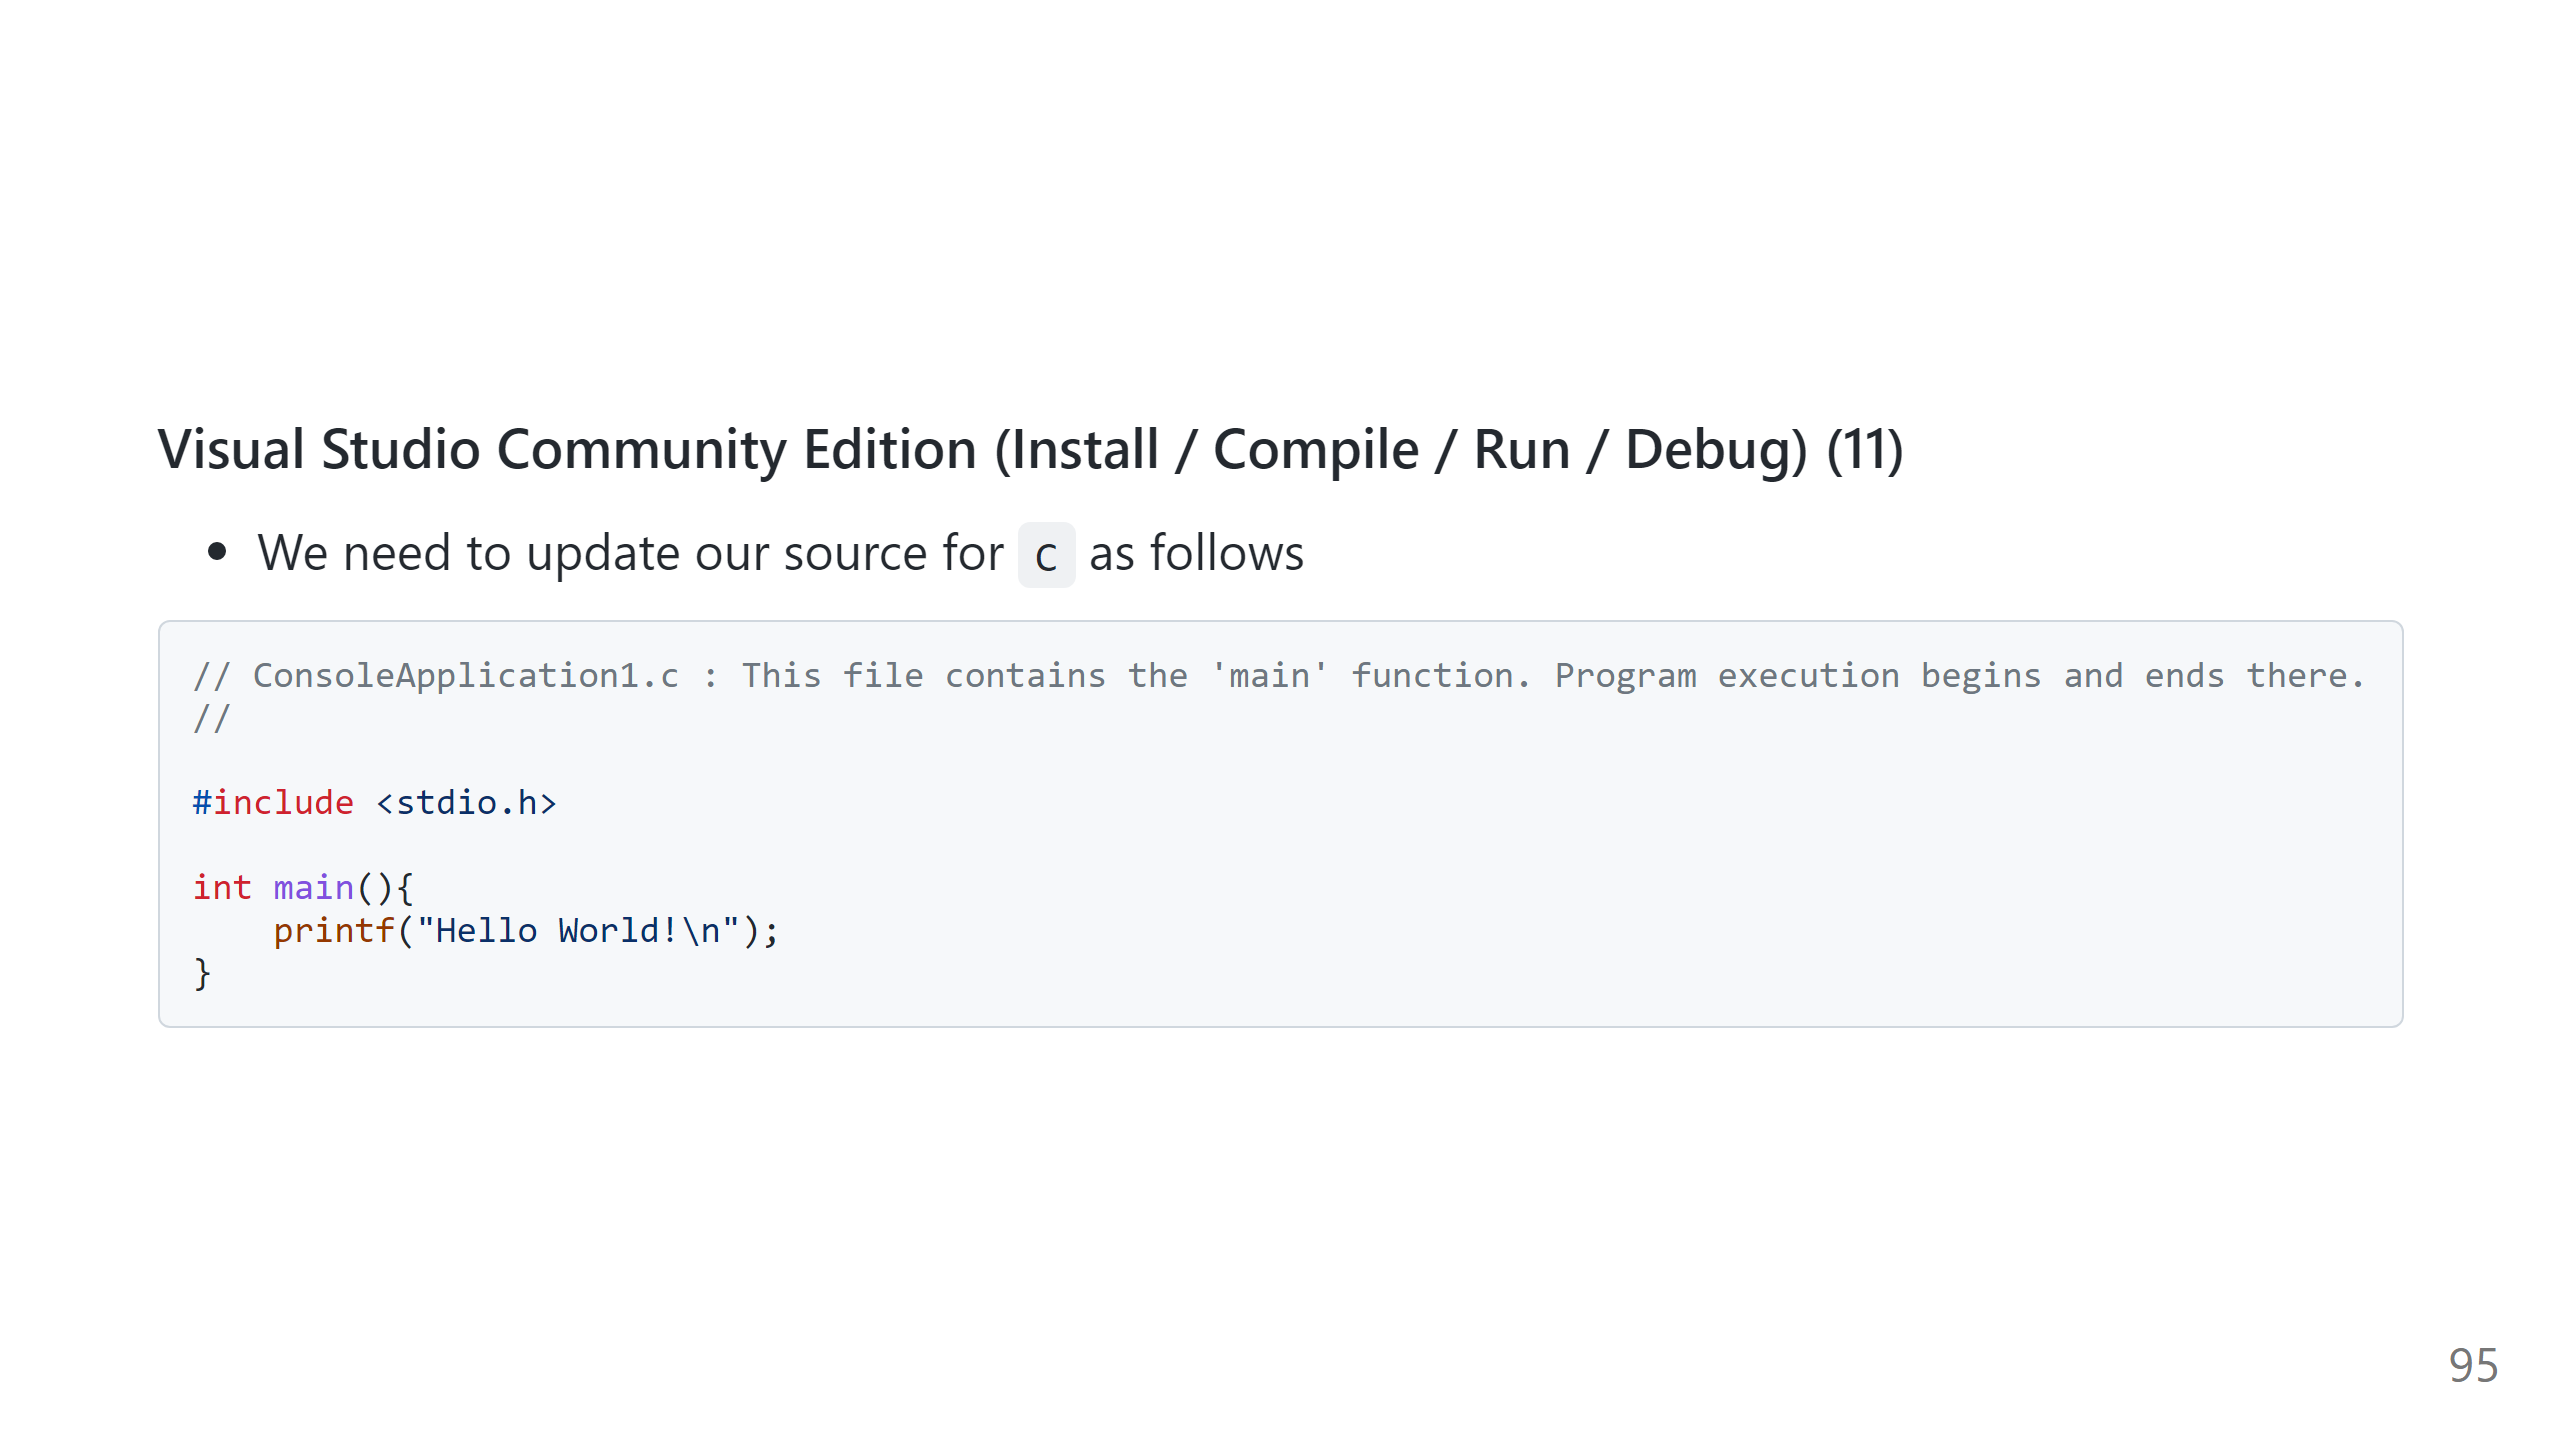 Visual Studio Community Edition (Install / Compile / Run / Debug) (11)
• We need to update our source for c as follows
// ConsoleApplication1.c : This file contains the 'main' function. Program execution begins and ends there.
//
#include <stdio.h>
int main(){
    printf("Hello World!\n");
}
95